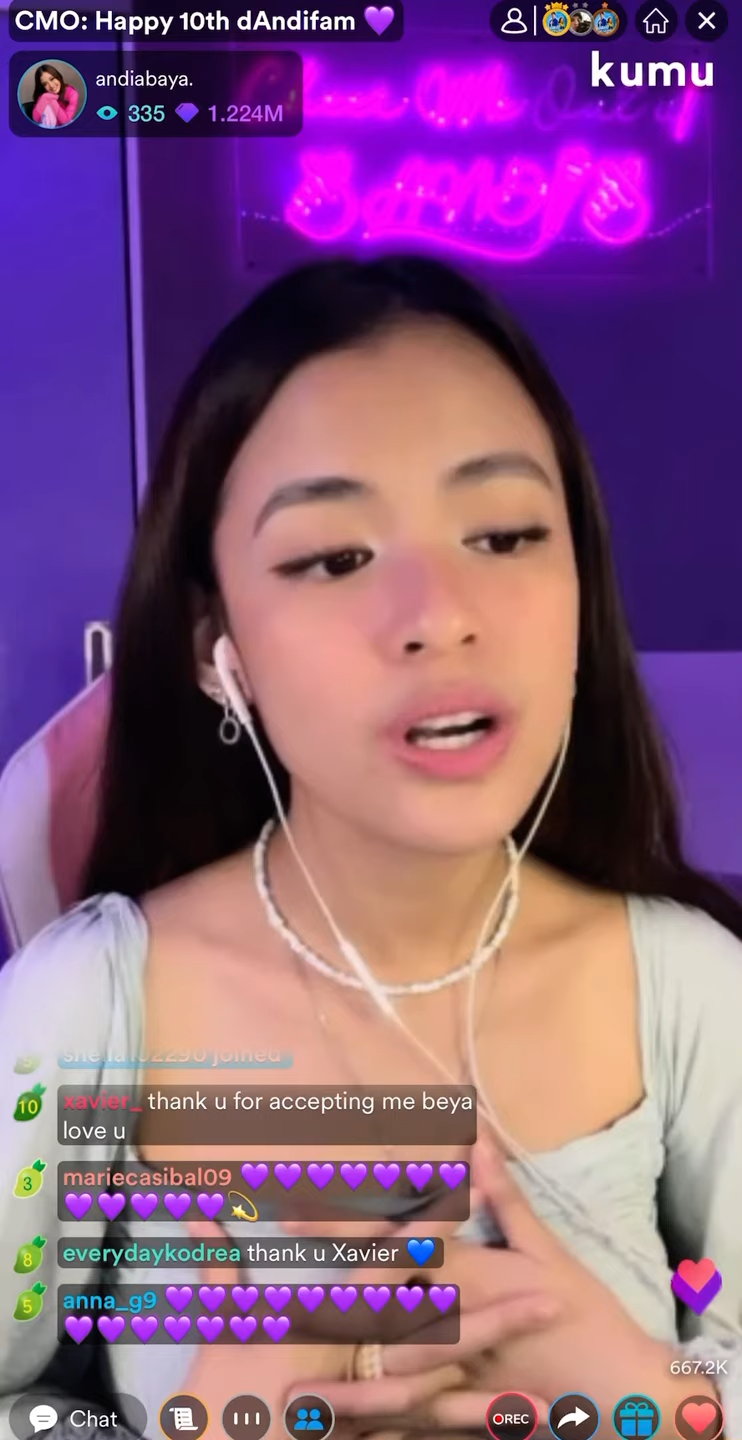 CMO: Happy 10th dAndifam 💜
andiabaya.
335 1.224M
kumu
joined
10
xavier_ thank u for accepting me beya
love u
3
mariecasibal09 💜💜💜💜💜💜💜
💜💜💜💜💜💫
8
everydaykodrea thank u Xavier 💙
5
anna_g9 💜💜💜💜💜💜💜💜💜
💜💜💜💜💜💜💜
667.2K
Chat
REC